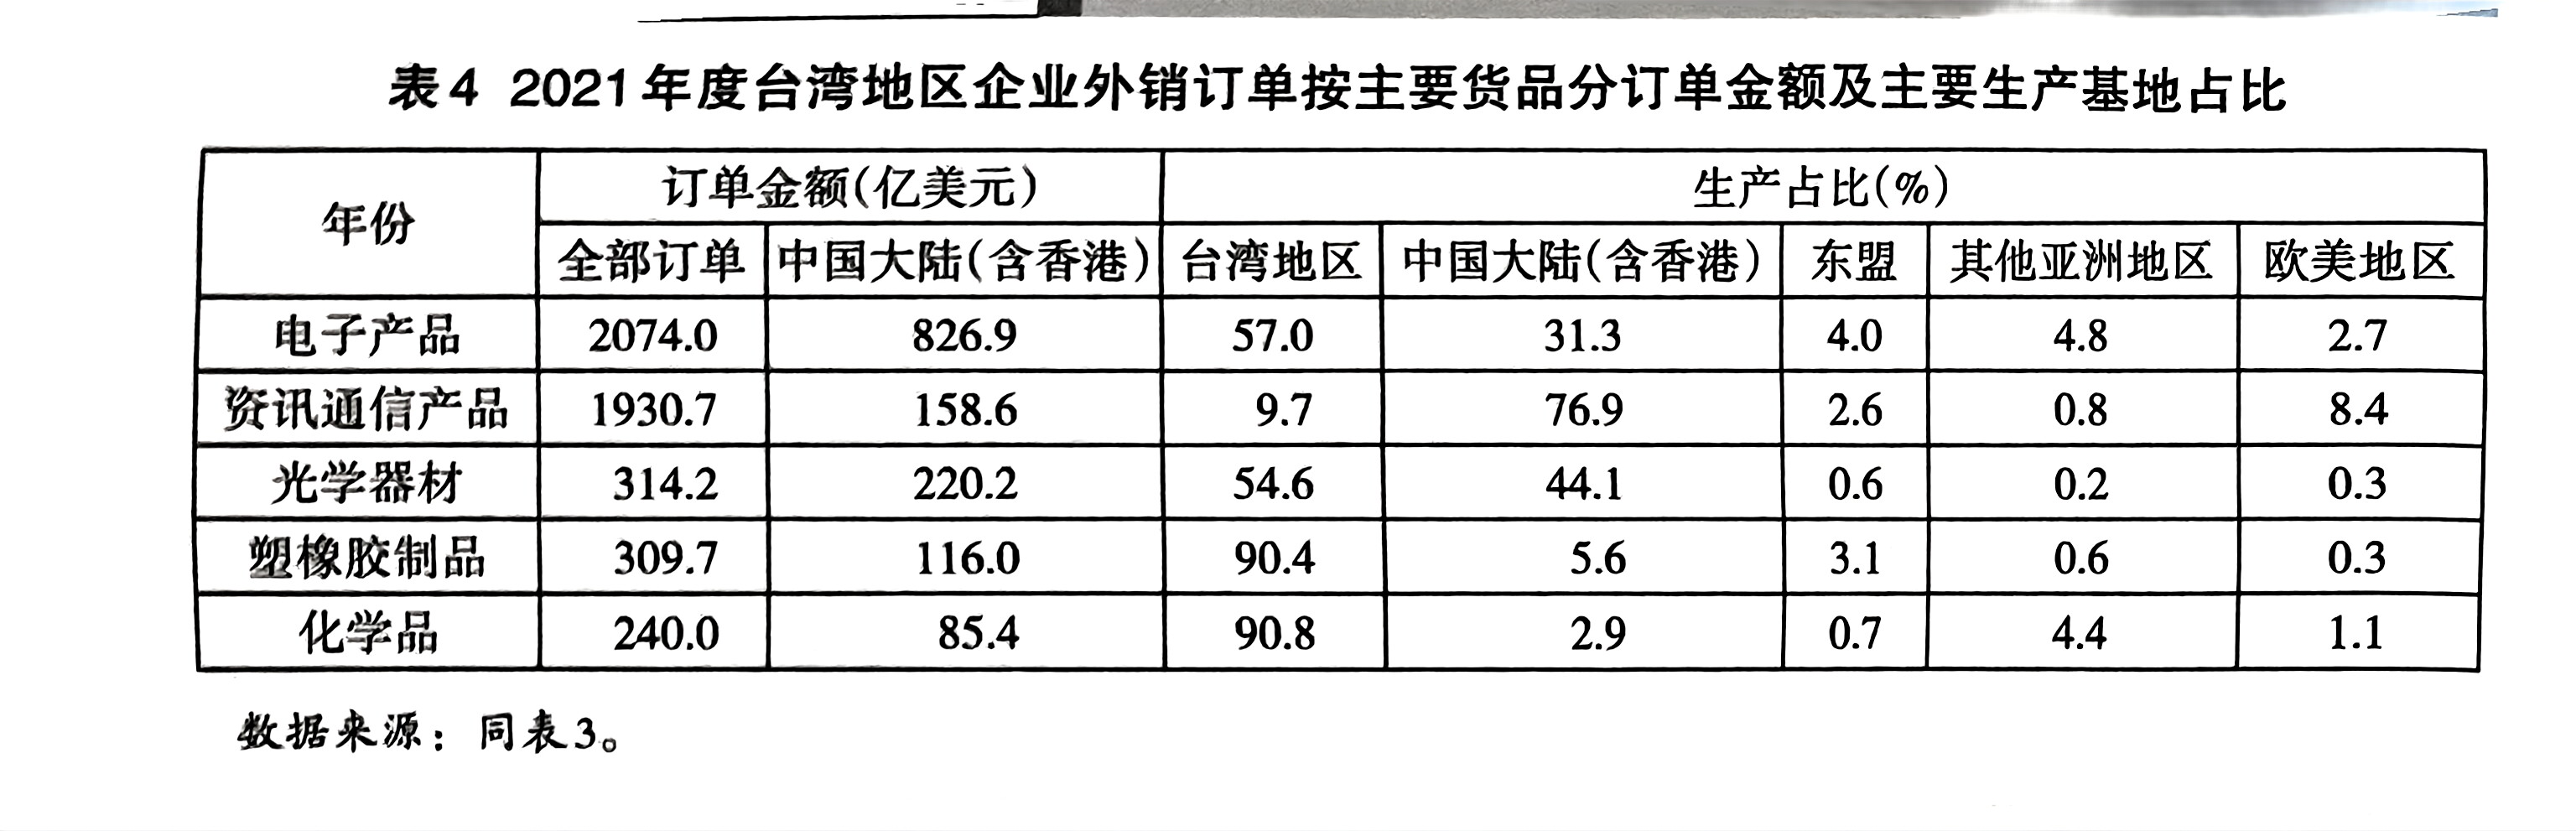 表4 2021年度台湾地区企业外销订单按主要货品分订单金额及主要生产基地占比
年份 订单金额(亿美元) 生产占比(%)
全部订单 中国大陆(含香港) 台湾地区 中国大陆(含香港) 东盟 其他亚洲地区 欧美地区
电子产品 2074.0 826.9 57.0 31.3 4.0 4.8 2.7
资讯通信产品 1930.7 158.6 9.7 76.9 2.6 0.8 8.4
光学器材 314.2 220.2 54.6 44.1 0.6 0.2 0.3
塑橡胶制品 309.7 116.0 90.4 5.6 3.1 0.6 0.3
化学品 240.0 85.4 90.8 2.9 0.7 4.4 1.1
数据来源：同表3。